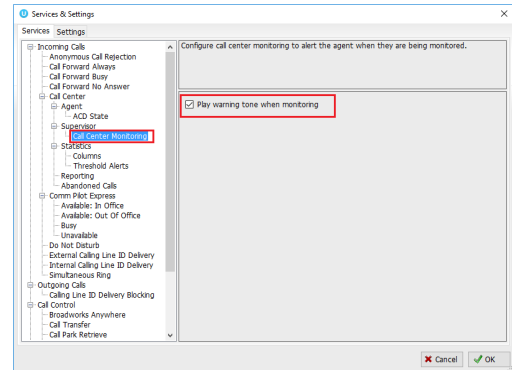 Services & Settings
Services Settings
Incoming Calls
Anonymous Call Rejection
Call Forward Always
Call Forward Busy
Call Forward No Answer
Call Center
Agent
ACD State
Supervisor
Call Center Monitoring
Statistics
Columns
Threshold Alerts
Reporting
Abandoned Calls
Comm Pilot Express
Available: In Office
Available: Out Of Office
Busy
Unavailable
Do Not Disturb
External Calling Line ID Delivery
Internal Calling Line ID Delivery
Simultaneous Ring
Outgoing Calls
Calling Line ID Delivery Blocking
Call Control
Broadworks Anywhere
Call Transfer
Call Park Retrieve
Configure call center monitoring to alert the agent when they are being monitored.
Play warning tone when monitoring
Cancel OK